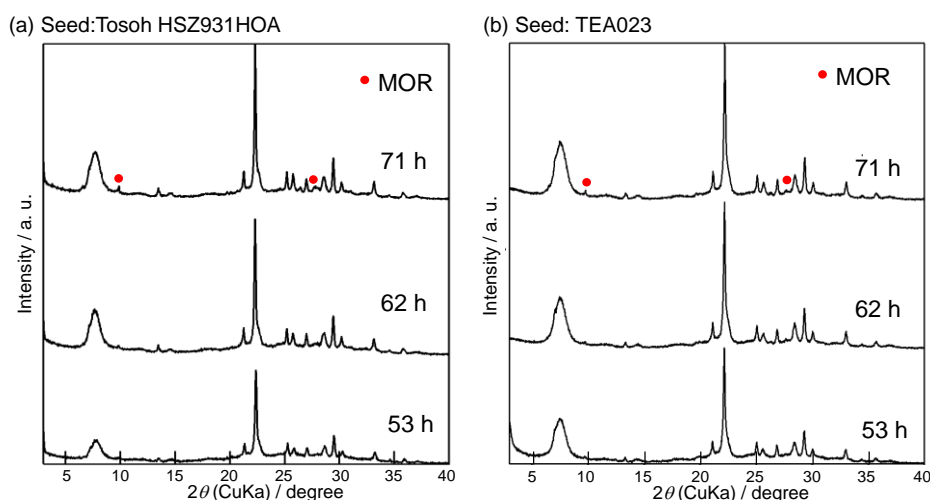 (a) Seed:Tosoh HSZ931HOA
MOR
71 h
62 h
53 h
Intensity / a. u.
5 10 15 20 25 30 35 40
2θ (CuKa) / degree
(b) Seed: TEA023
MOR
71 h
62 h
53 h
Intensity / a. u.
5 10 15 20 25 30 35 40
2θ (CuKa) / degree